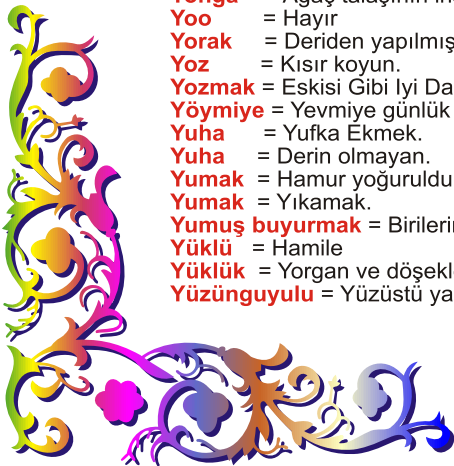 Yoo = Hayır
Yorak = Deriden yapılmış
Yoz = Kısır koyun.
Yozmak = Eskisi Gibi Iyi Da
Yöymiye = Yevmiye günlük
Yuha = Yufka Ekmek.
Yuha = Derin olmayan.
Yumak = Hamur yoğuruldu
Yumak = Yıkamak.
Yumuş buyurmak = Birilerin
Yüklü = Hamile
Yüklük = Yorgan ve döşekl
Yüzünguyulu = Yüzüstü ya